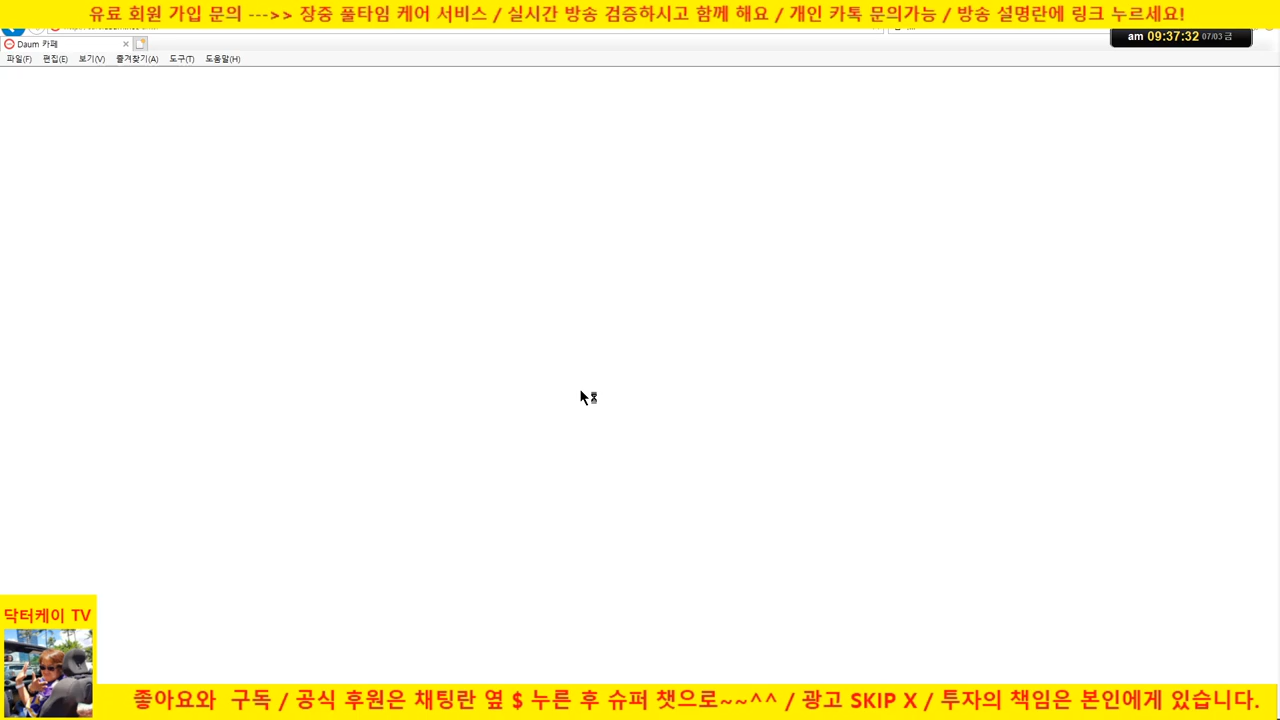 유료 회원 가입 문의 --->> 장중 풀타임 케어 서비스 / 실시간 방송 검증하시고 함께 해요 / 개인 카톡 문의가능 / 방송 설명란에 링크 누르세요!
am 09:37:32 07/03 금
Daum 카페
파일(F) 편집(E) 보기(V) 즐겨찾기(A) 도구(T) 도움말(H)
닥터케이 TV
좋아요와 구독 / 공식 후원은 채팅란 옆 $ 누른 후 슈퍼 챗으로~~^^ / 광고 SKIP X / 투자의 책임은 본인에게 있습니다.